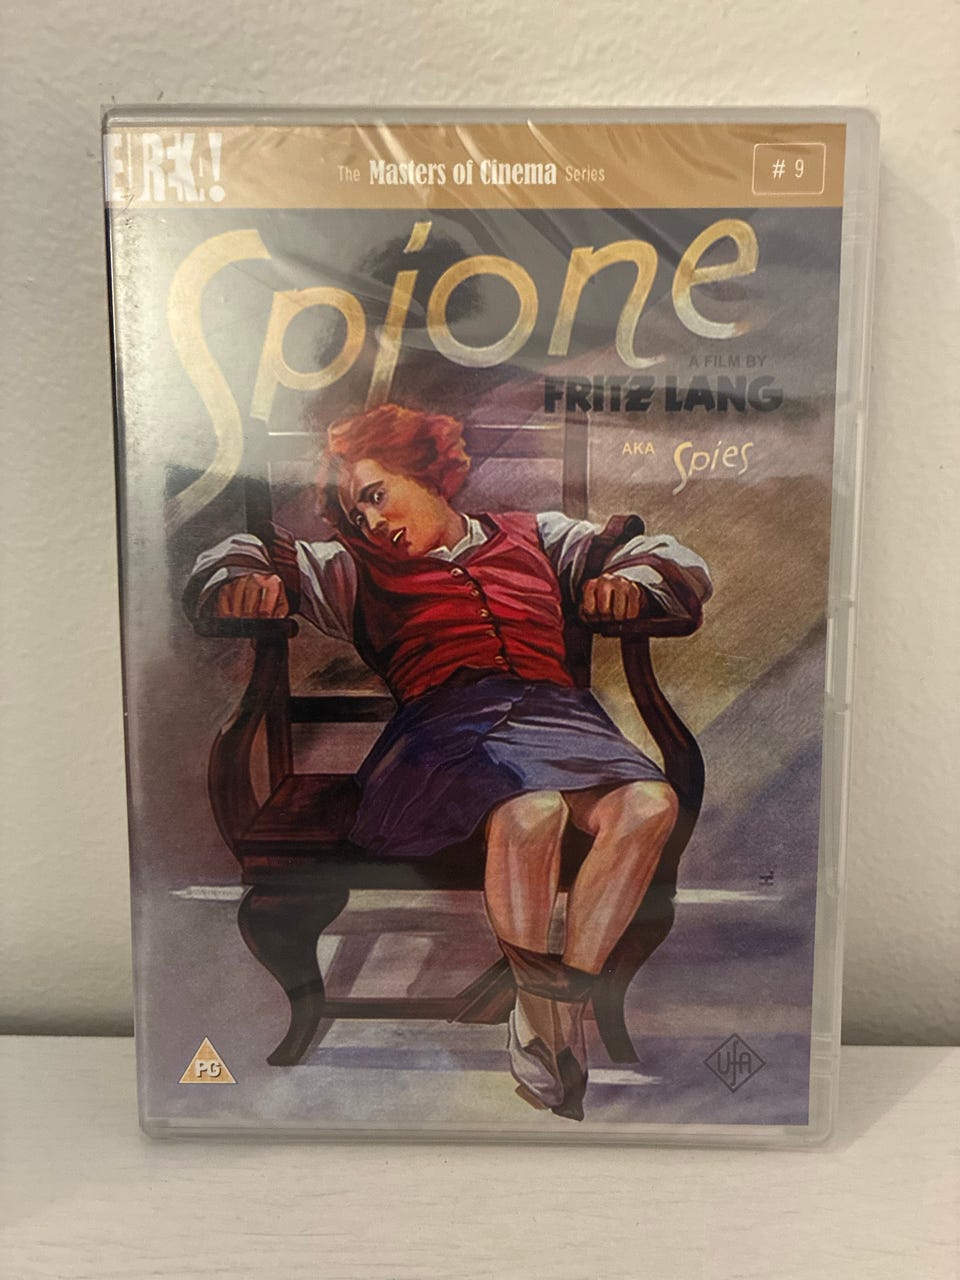 EUREKA!
The Masters of Cinema Series
# 9
Spione
A FILM BY
FRITZ LANG
AKA Spies
PG
UfA